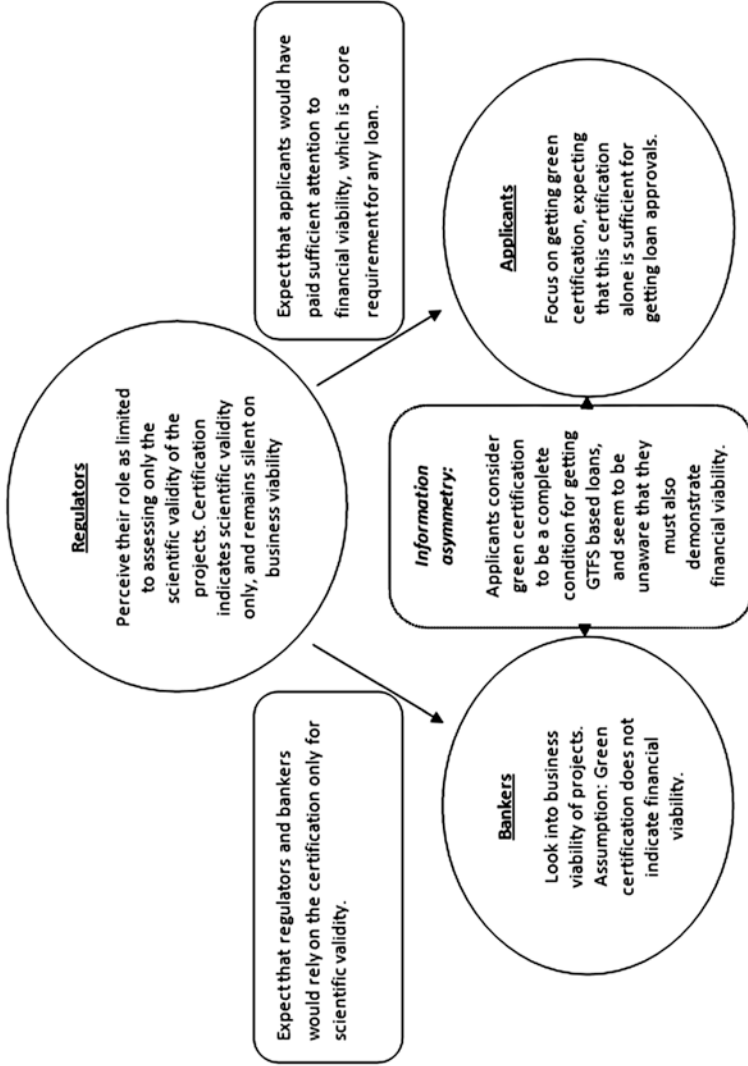 Regulators
Perceive their role as limited
to assessing only the
scientific validity of the
projects. Certification
indicates scientific validity
only, and remains silent on
business viability
Expect that regulators and bankers
would rely on the certification only for
scientific validity.
Expect that applicants would have
paid sufficient attention to
financial viability, which is a core
requirement for any loan.
Bankers
Look into business
viability of projects.
Assumption: Green
certification does not
indicate financial
viability.
Information
asymmetry:
Applicants consider
green certification
to be a complete
condition for getting
GTFS based loans,
and seem to be
unaware that they
must also
demonstrate
financial viability.
Applicants
Focus on getting green
certification, expecting
that this certification
alone is sufficient for
getting loan approvals.